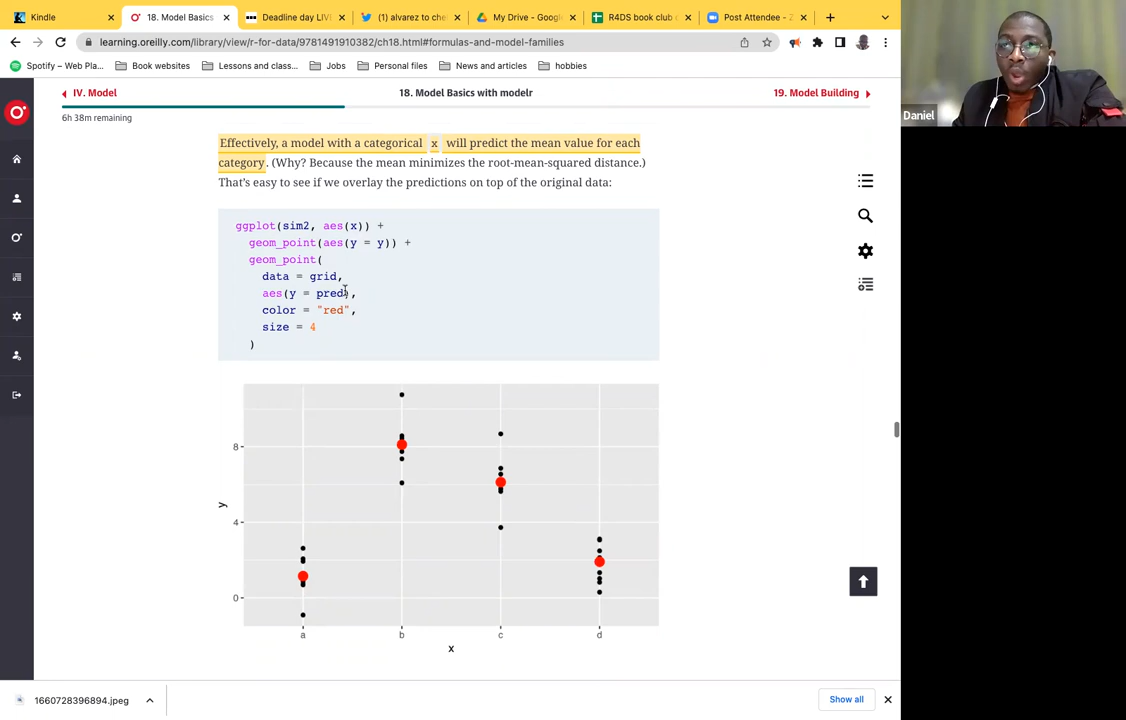 Kindle
18. Model Basics
Deadline day LIV
(1) alvarez to che
My Drive - Google
R4DS book club
Post Attendee - Z
learning.oreilly.com/library/view/r-for-data/9781491910382/ch18.html#formulas-and-model-families
Spotify – Web Pla...
Book websites
Lessons and class...
Jobs
Personal files
News and articles
hobbies
IV. Model
18. Model Basics with modelr
19. Model Building
6h 38m remaining
Daniel
Effectively, a model with a categorical x will predict the mean value for each
category. (Why? Because the mean minimizes the root-mean-squared distance.)
That's easy to see if we overlay the predictions on top of the original data:
ggplot(sim2, aes(x)) +
geom_point(aes(y = y)) +
geom_point(
data = grid,
aes(y = pred),
color = "red",
size = 4
)
8
4
0
y
a
b
c
d
x
1660728396894.jpeg
Show all